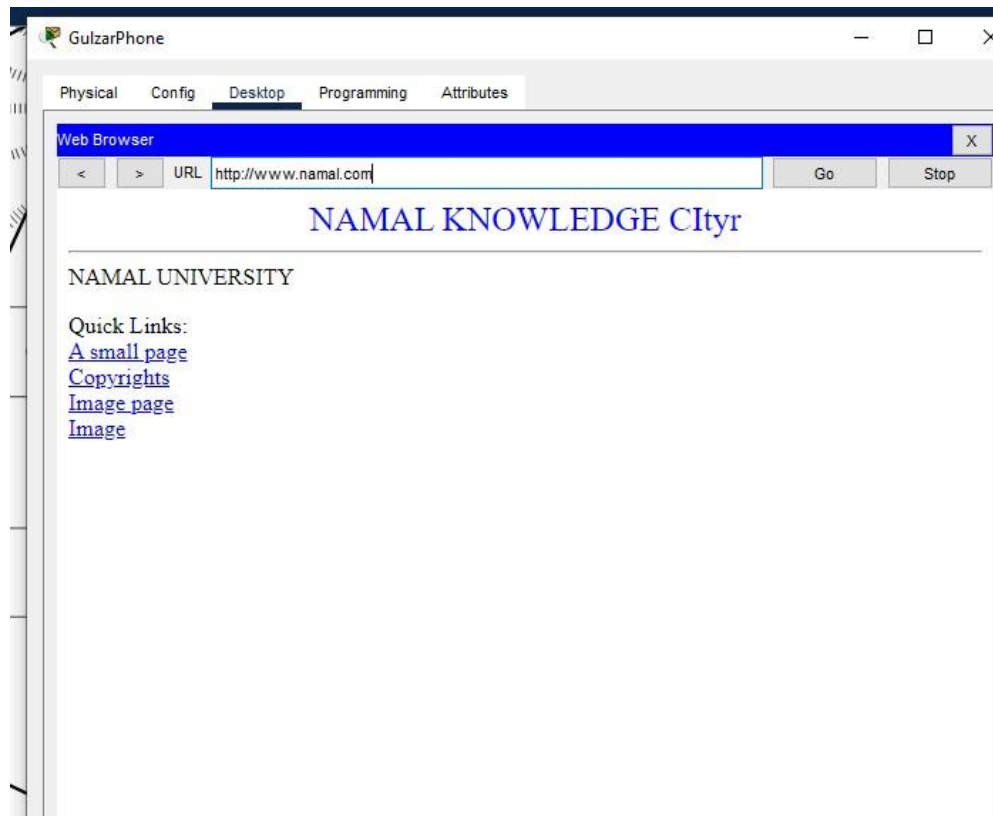 GulzarPhone
Physical Config Desktop Programming Attributes
Web Browser X
< > URL http://www.namal.com Go Stop
NAMAL KNOWLEDGE CItyr
NAMAL UNIVERSITY
Quick Links:
A small page
Copyrights
Image page
Image